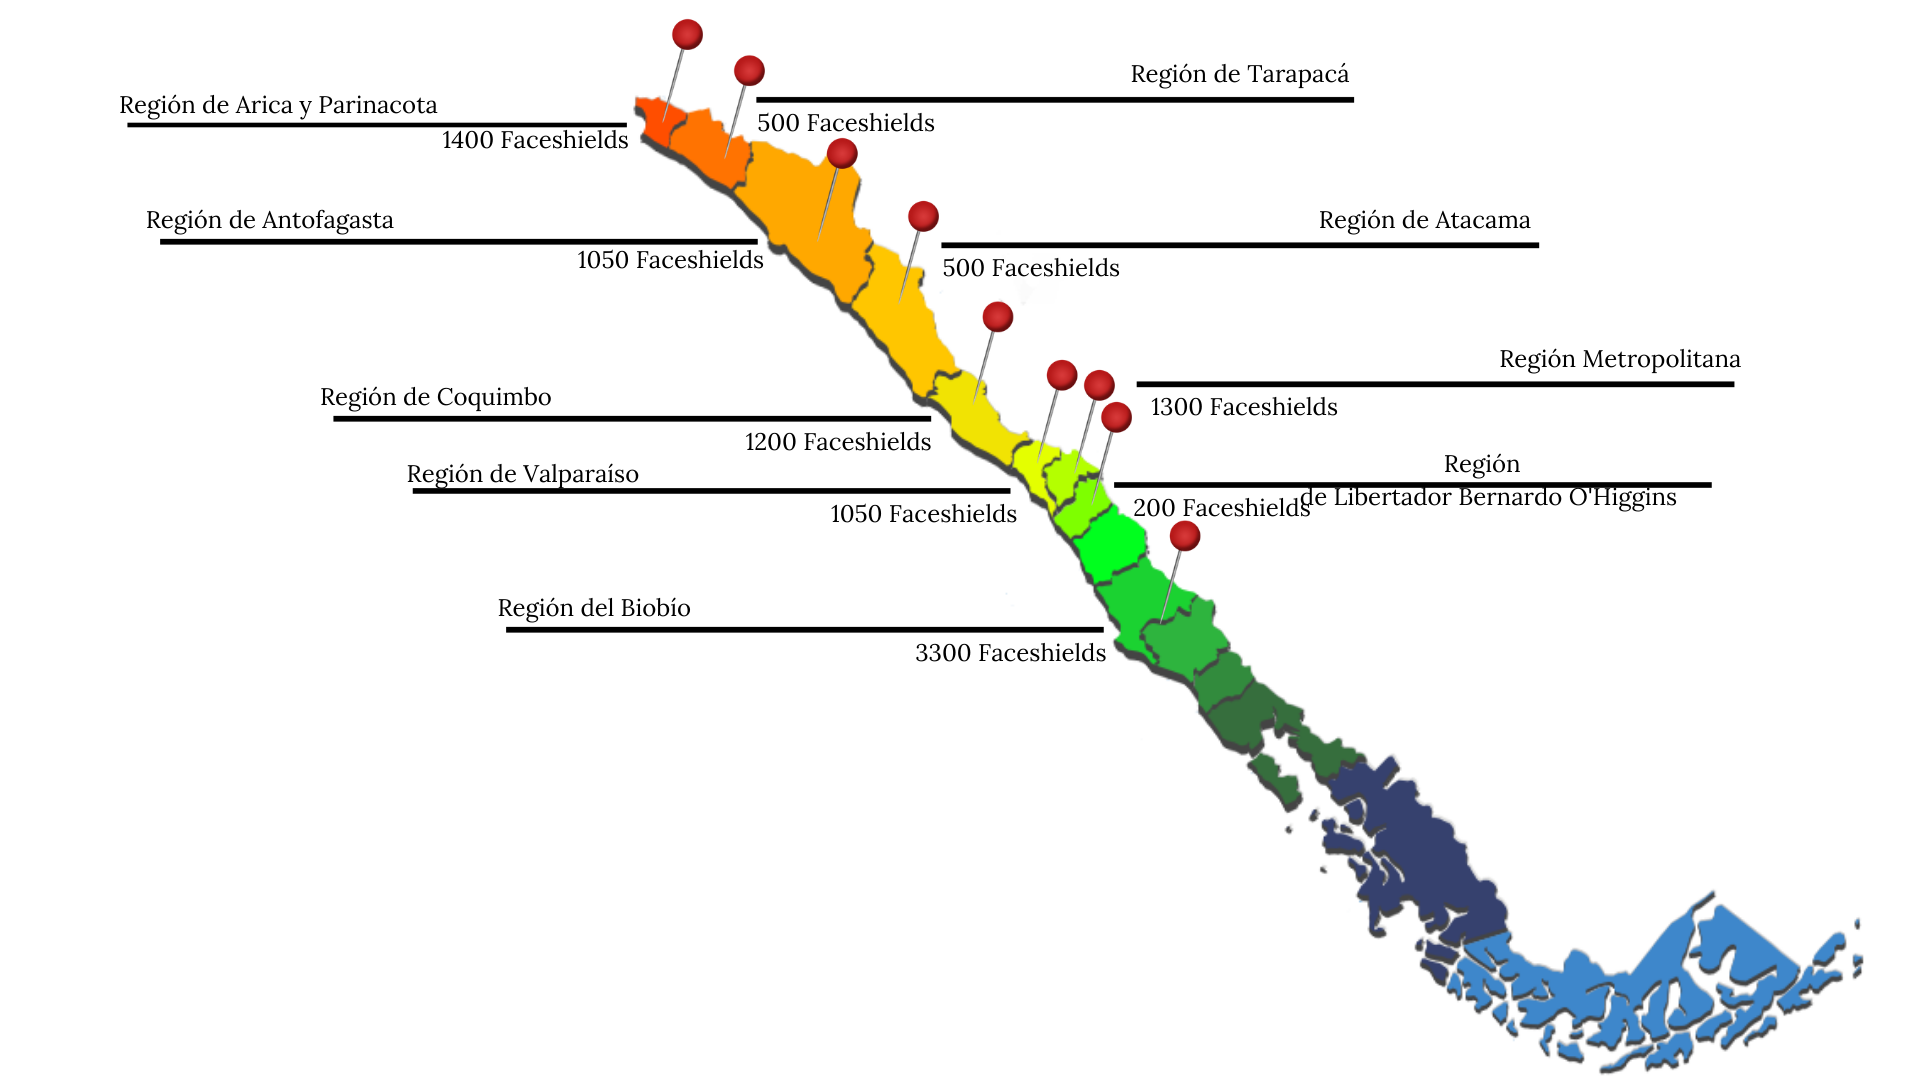 Región de Tarapacá
Región de Arica y Parinacota
500 Faceshields
1400 Faceshields
Región de Antofagasta
Región de Atacama
1050 Faceshields
500 Faceshields
Región Metropolitana
Región de Coquimbo
1300 Faceshields
1200 Faceshields
Región
de Libertador Bernardo O'Higgins
Región de Valparaíso
200 Faceshields
1050 Faceshields
Región del Biobío
3300 Faceshields